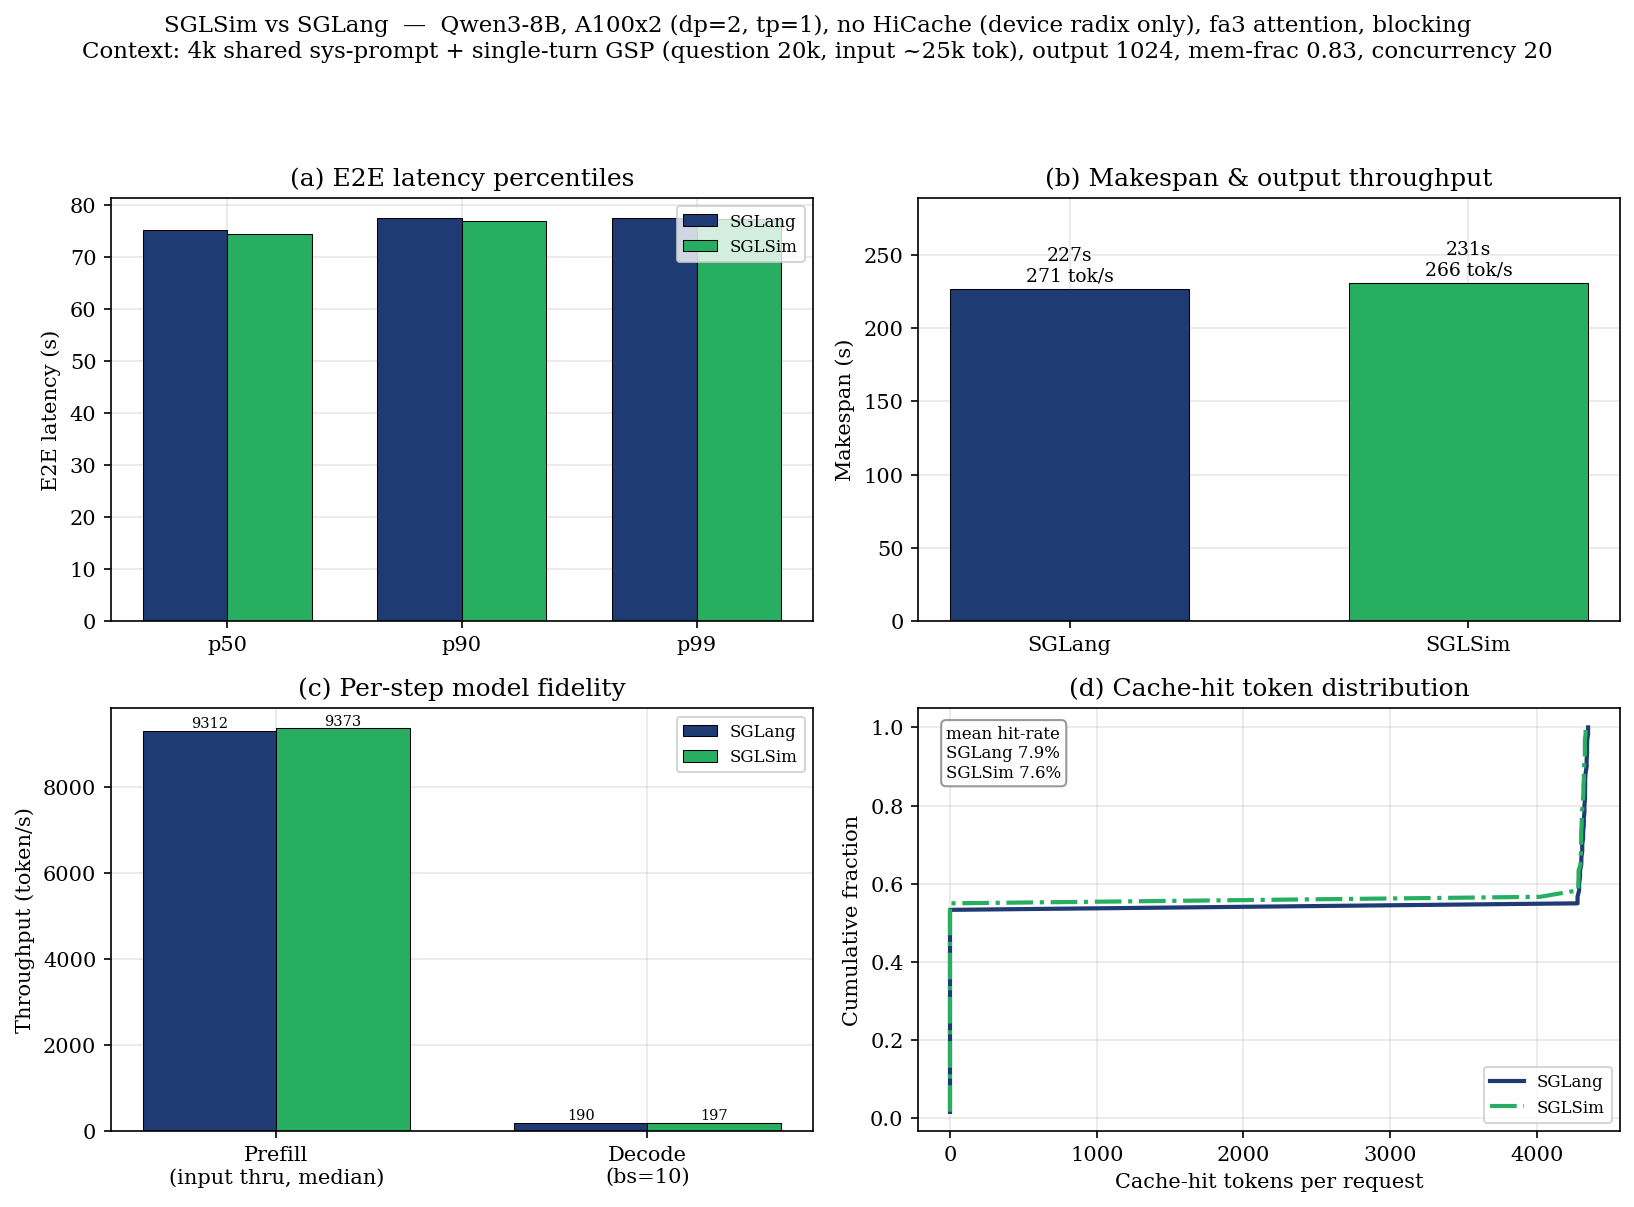 SGLSim vs SGLang — Qwen3-8B, A100x2 (dp=2, tp=1), no HiCache (device radix only), fa3 attention, blocking
Context: 4k shared sys-prompt + single-turn GSP (question 20k, input ~25k tok), output 1024, mem-frac 0.83, concurrency 20
(a) E2E latency percentiles
E2E latency (s)
80
70
60
50
40
30
20
10
0
SGLang
SGLSim
p50
p90
p99
(b) Makespan & output throughput
Makespan (s)
250
200
150
100
50
0
227s
271 tok/s
231s
266 tok/s
SGLang
SGLSim
(c) Per-step model fidelity
Throughput (token/s)
8000
6000
4000
2000
0
9312
9373
190
197
SGLang
SGLSim
Prefill
(input thru, median)
Decode
(bs=10)
(d) Cache-hit token distribution
Cumulative fraction
1.0
0.8
0.6
0.4
0.2
0.0
mean hit-rate
SGLang 7.9%
SGLSim 7.6%
SGLang
SGLSim
0
1000
2000
3000
4000
Cache-hit tokens per request